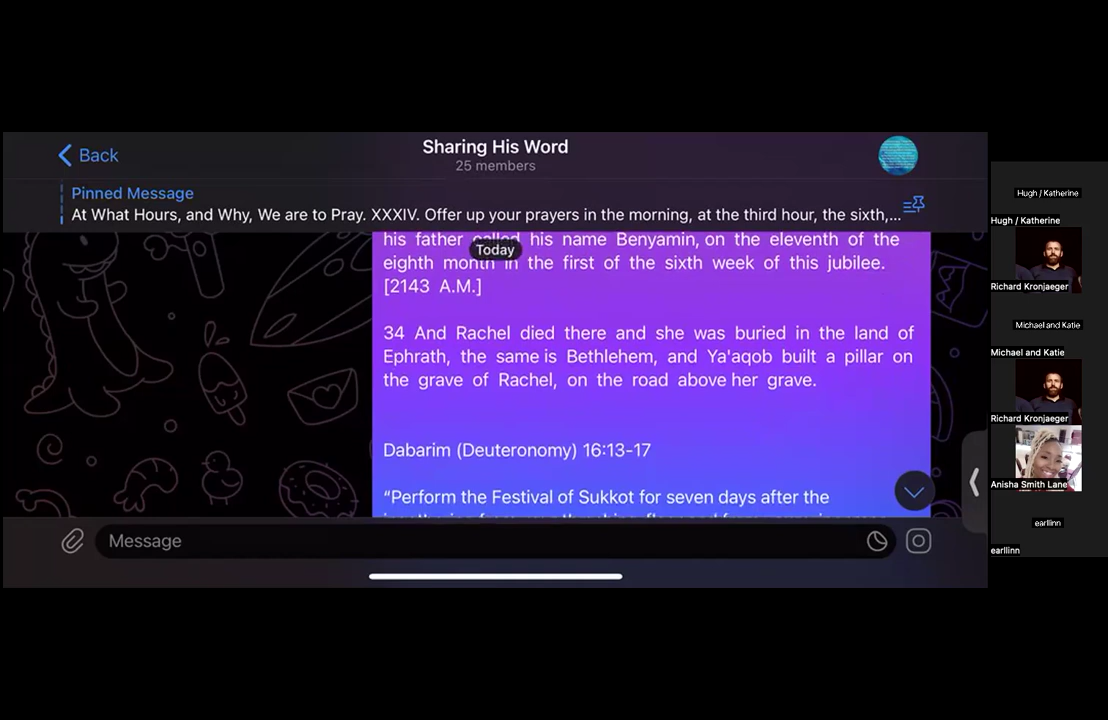 Back
Sharing His Word
25 members
Pinned Message
At What Hours, and Why, We are to Pray. XXXIV. Offer up your prayers in the morning, at the third hour, the sixth,...
his father called his name Benyamin, on the eleventh of the
Today
eighth month in the first of the sixth week of this jubilee.
[2143 A.M.]
34 And Rachel died there and she was buried in the land of
Ephrath, the same is Bethlehem, and Ya'aqob built a pillar on
the grave of Rachel, on the road above her grave.
Dabarim (Deuteronomy) 16:13-17
“Perform the Festival of Sukkot for seven days after the
Message
Hugh / Katherine
Hugh / Katherine
Richard Kronjaeger
Michael and Katie
Michael and Katie
Richard Kronjaeger
Anisha Smith Lane
earllinn
earllinn